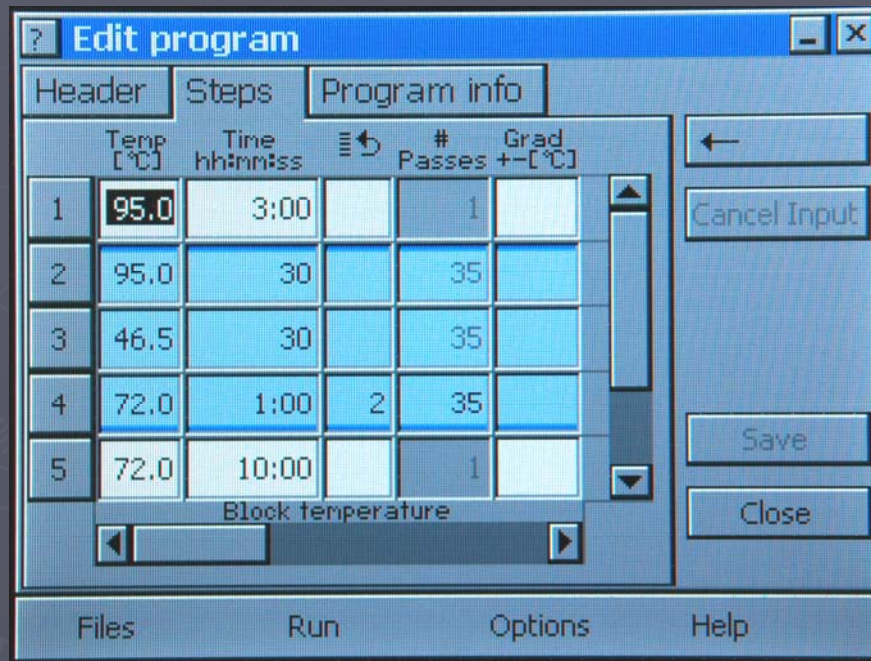 ? Edit program
Header Steps Program info
Temp [°C] Time hh:mm:ss # Passes Grad +-[°C]
1 95.0 3:00 1
2 95.0 30 35
3 46.5 30 35
4 72.0 1:00 2 35
5 72.0 10:00 1
Block temperature
Cancel Input
Save
Close
Files Run Options Help